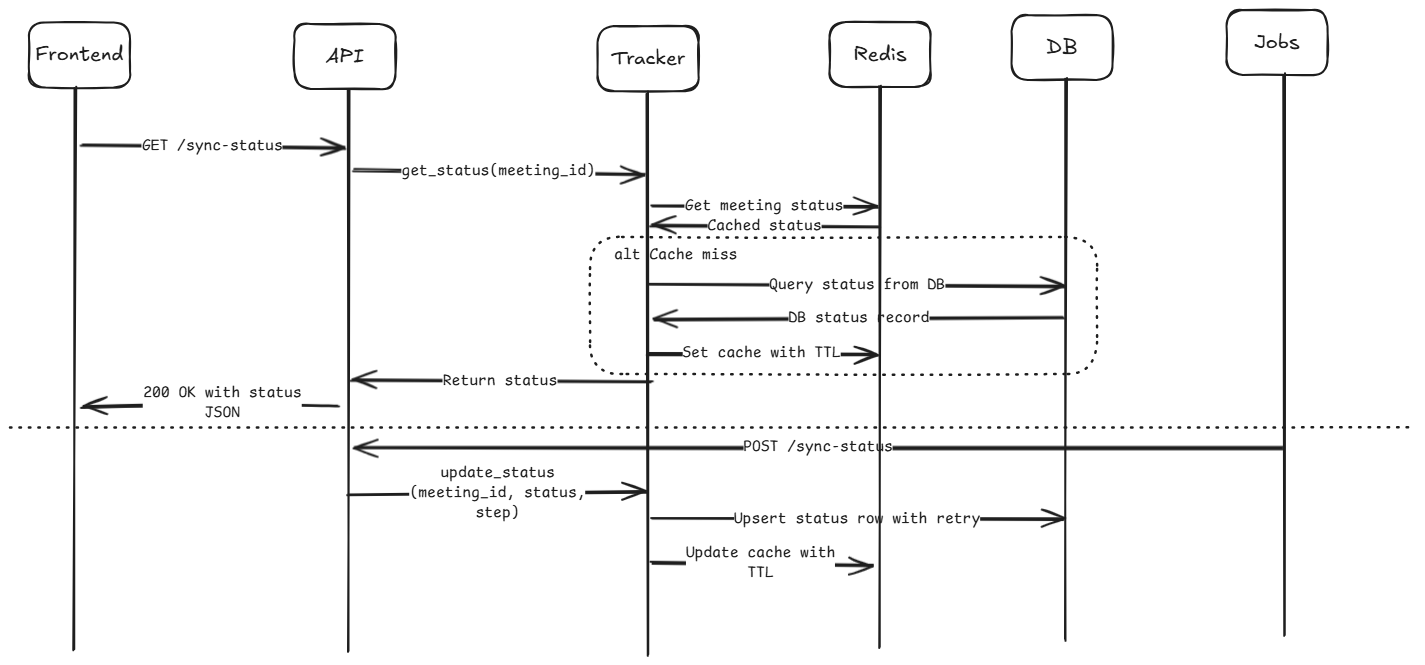 Frontend
API
Tracker
Redis
DB
Jobs
GET /sync-status
get_status(meeting_id)
Get meeting status
Cached status
alt Cache miss
Query status from DB
DB status record
Set cache with TTL
Return status
200 OK with status
JSON
POST /sync-status
update_status
(meeting_id, status,
step)
Upsert status row with retry
Update cache with
TTL